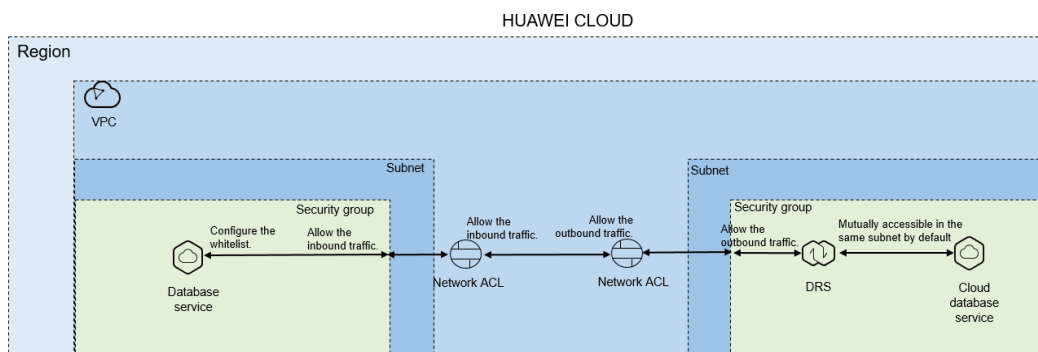 HUAWEI CLOUD
Region
VPC
Subnet
Subnet
Security group
Security group
Configure the
whitelist.
Allow the
inbound traffic.
Allow the
inbound traffic.
Allow the
outbound traffic.
Allow the
outbound traffic.
Mutually accessible in the
same subnet by default
Database
service
Network ACL
Network ACL
DRS
Cloud
database
service